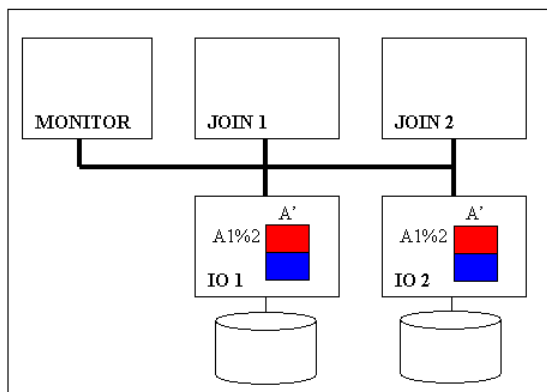 MONITOR
JOIN 1
JOIN 2
A'
A1%2
IO 1
A'
A1%2
IO 2